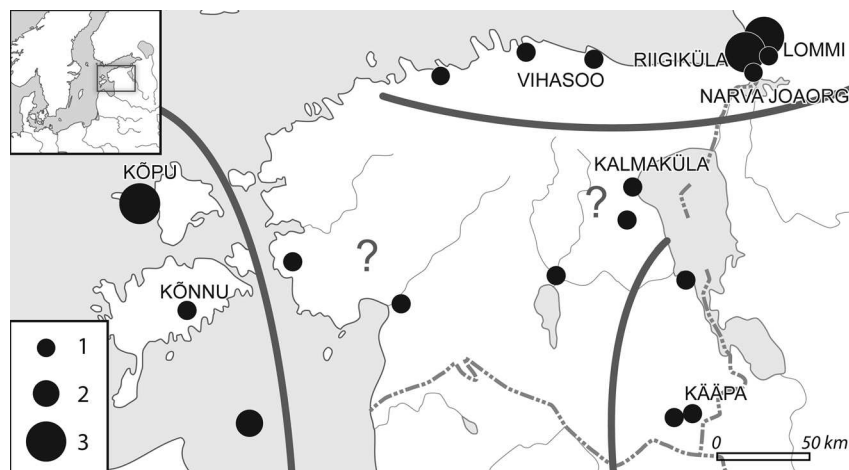 LOMMI
RIIGIKÜLA
VIHASOO
NARVA JOAORG
KÕPU
KALMAKÜLA
?
?
KÕNNU
1
2
3
KÄÄPA
0 50 km